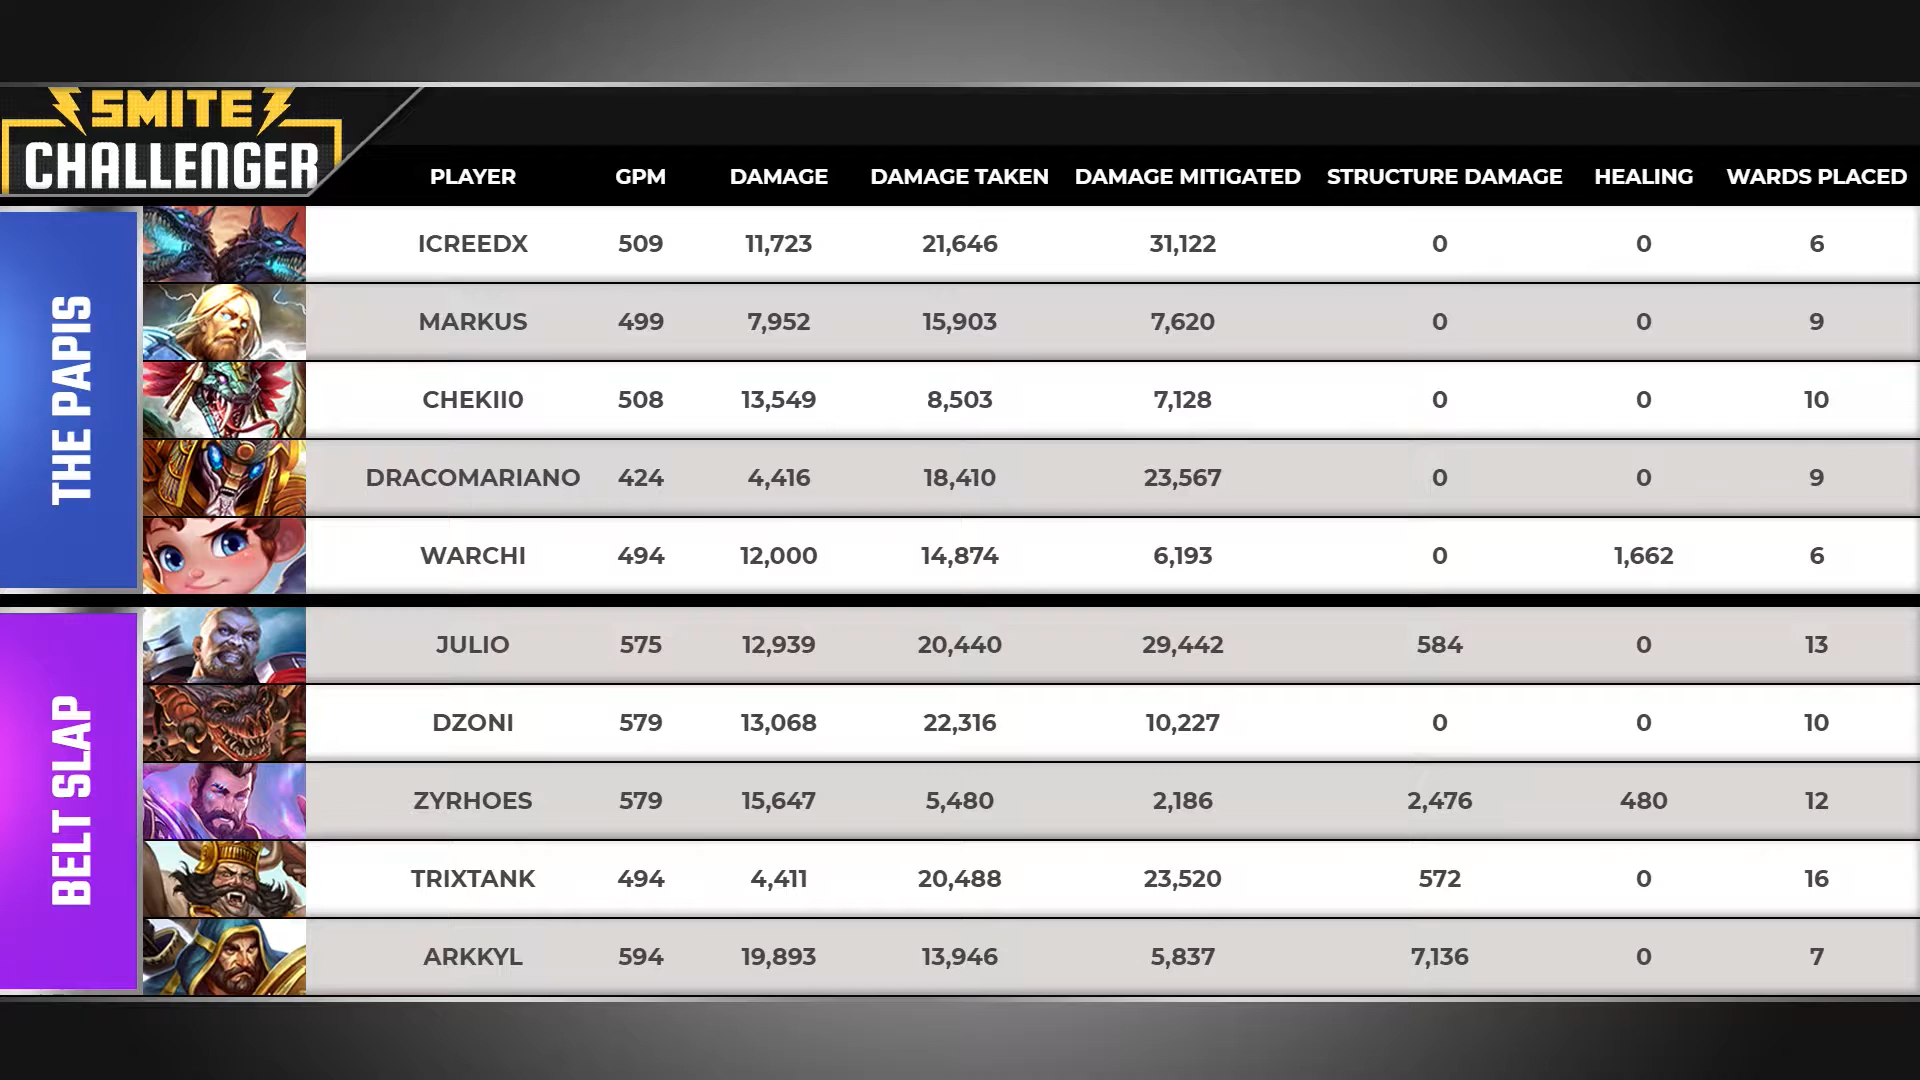 SMITE
CHALLENGER
PLAYER GPM DAMAGE DAMAGE TAKEN DAMAGE MITIGATED STRUCTURE DAMAGE HEALING WARDS PLACED
THE PAPIS
ICREEDX 509 11,723 21,646 31,122 0 0 6
MARKUS 499 7,952 15,903 7,620 0 0 9
CHEKII0 508 13,549 8,503 7,128 0 0 10
DRACOMARIANO 424 4,416 18,410 23,567 0 0 9
WARCHI 494 12,000 14,874 6,193 0 1,662 6
BELT SLAP
JULIO 575 12,939 20,440 29,442 584 0 13
DZONI 579 13,068 22,316 10,227 0 0 10
ZYRHOES 579 15,647 5,480 2,186 2,476 480 12
TRIXTANK 494 4,411 20,488 23,520 572 0 16
ARKKYL 594 19,893 13,946 5,837 7,136 0 7